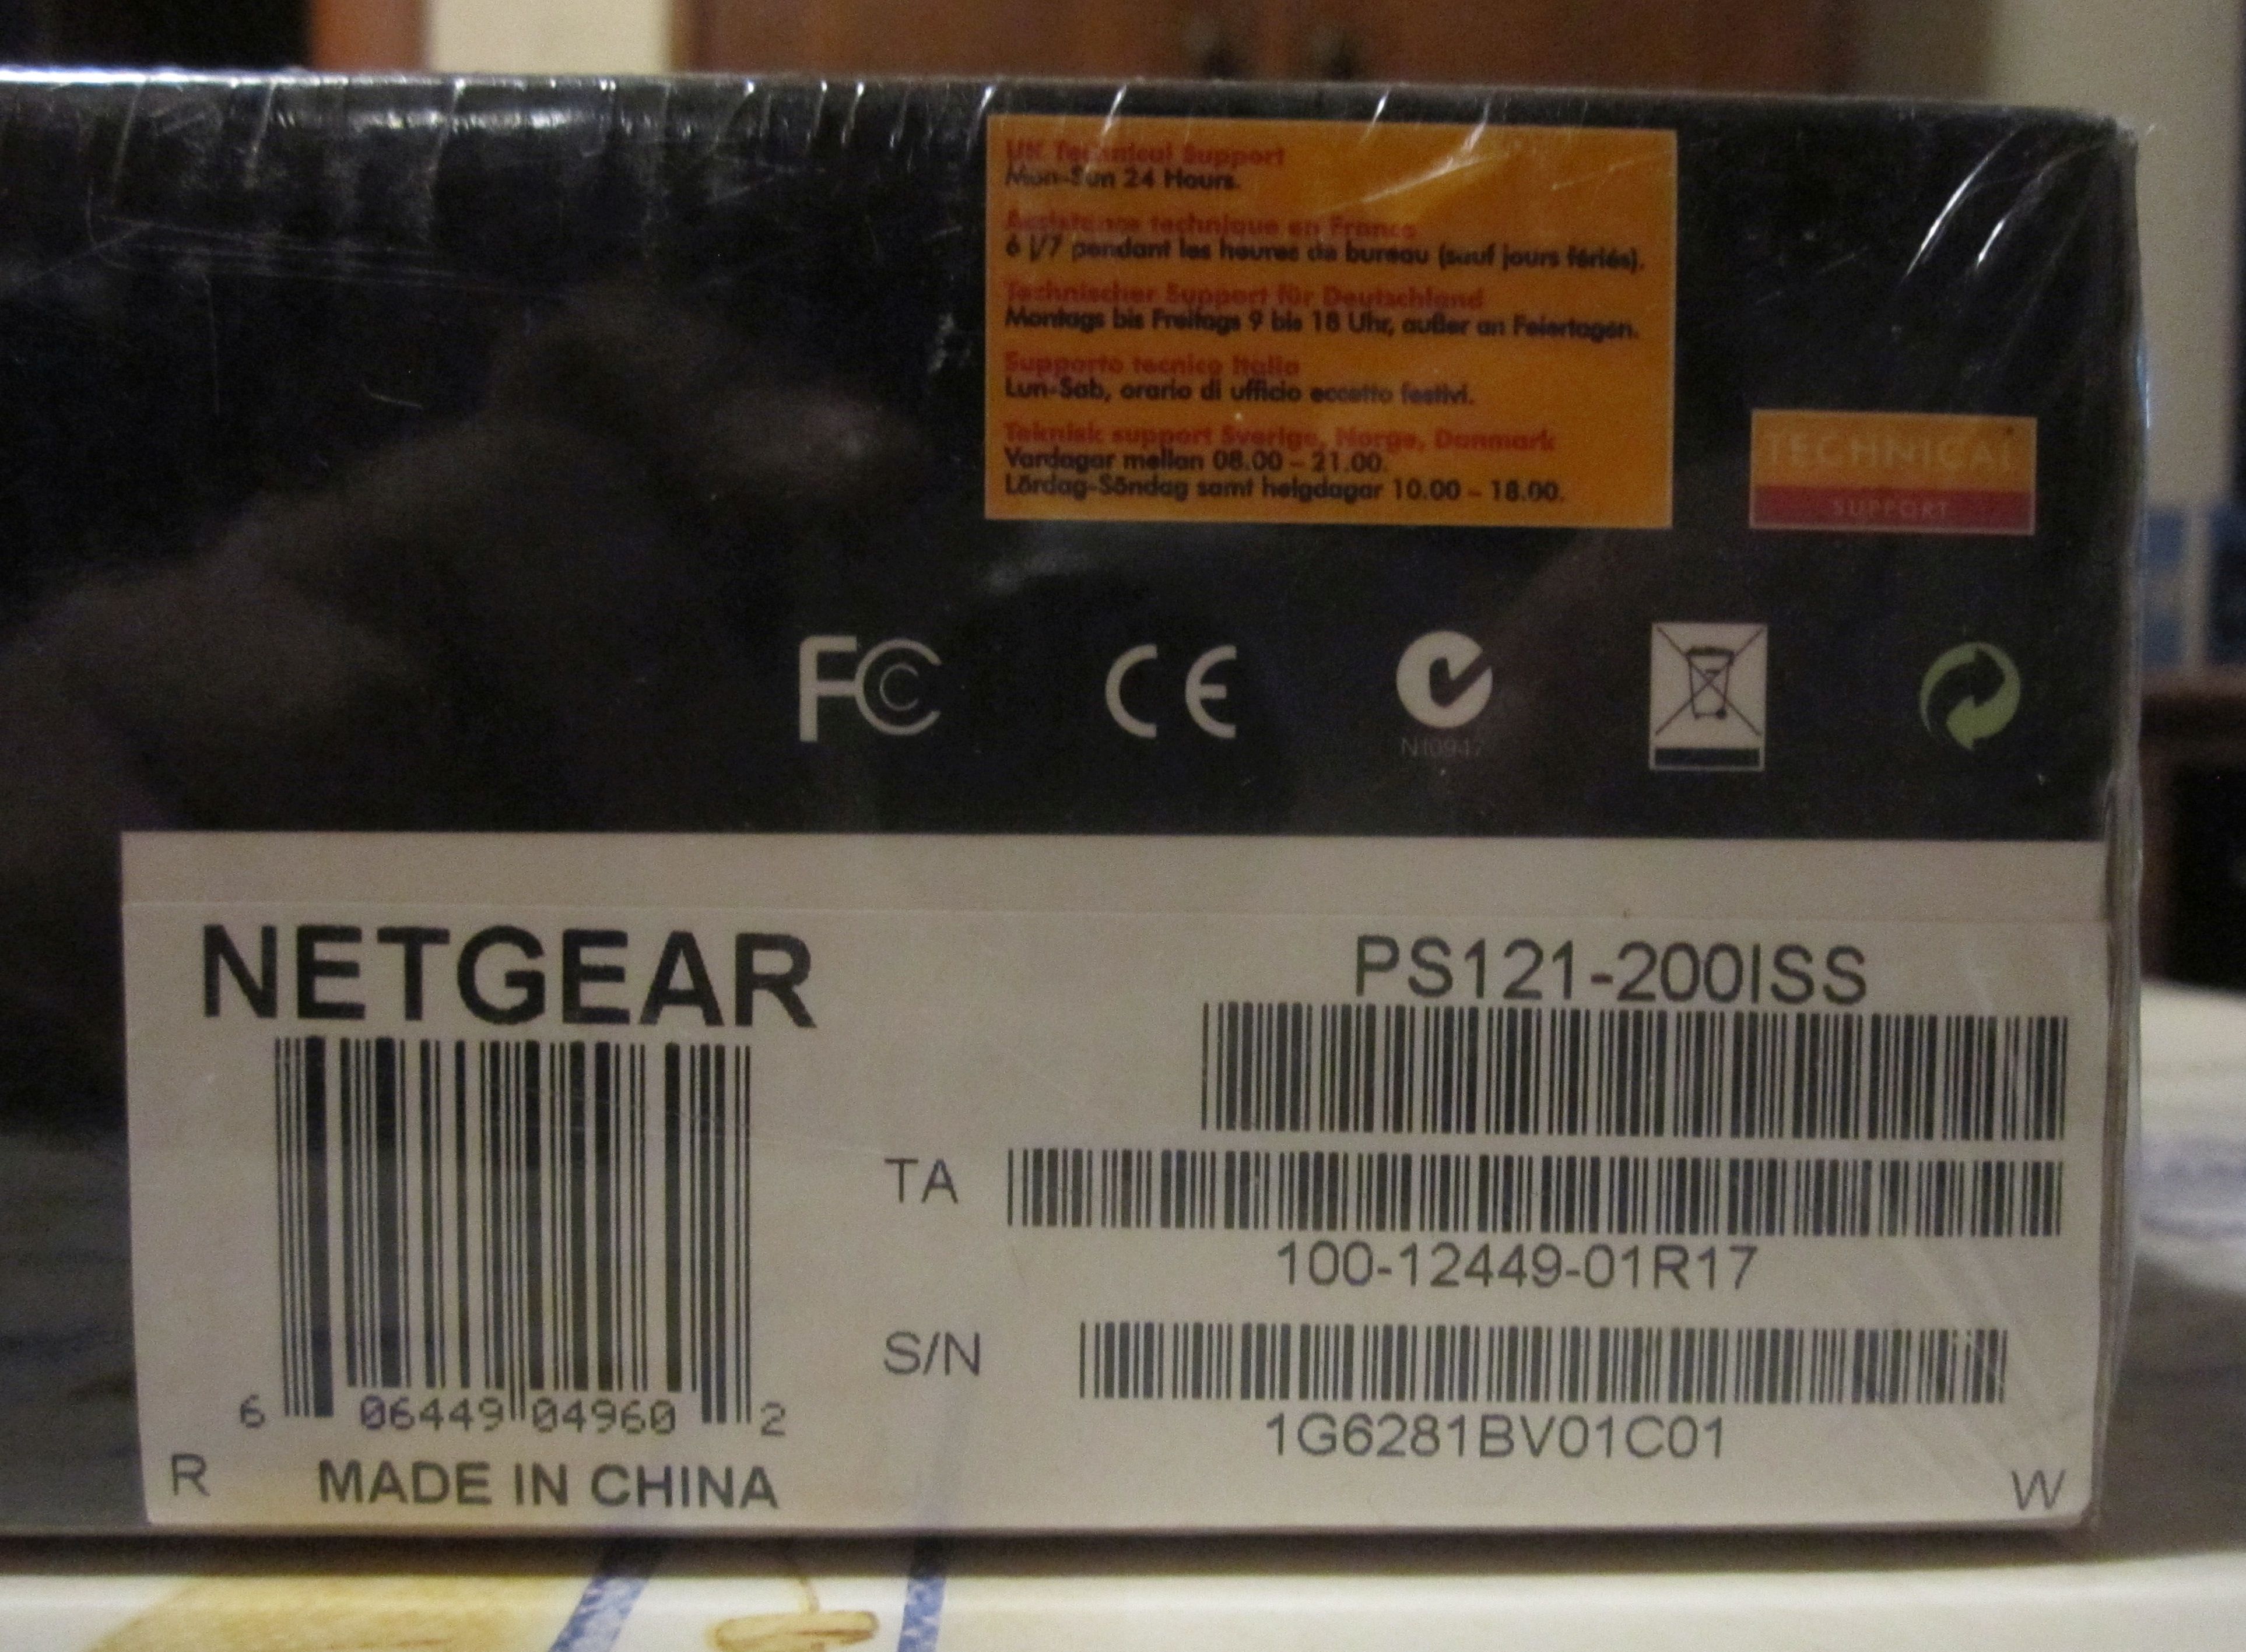 UK Technical Support
Mon-Sun 24 Hours.
Assistance technique en France
6 j/7 pendant les heures de bureau (sauf jours fériés).
Technischer Support für Deutschland
Montags bis Freitags 9 bis 18 Uhr, außer an Feiertagen.
Supporto tecnico Italia
Lun-Sab, orario di ufficio eccetto festivi.
Teknisk support Sverige, Norge, Danmark
Vardagar mellan 08.00 – 21.00.
Lördag-Söndag samt helgdagar 10.00 – 18.00.
TECHNICAL
SUPPORT
FC CE
N10947
NETGEAR
PS121-200ISS
TA
100-12449-01R17
S/N
1G6281BV01C01
6 06449 04960 2
R MADE IN CHINA W